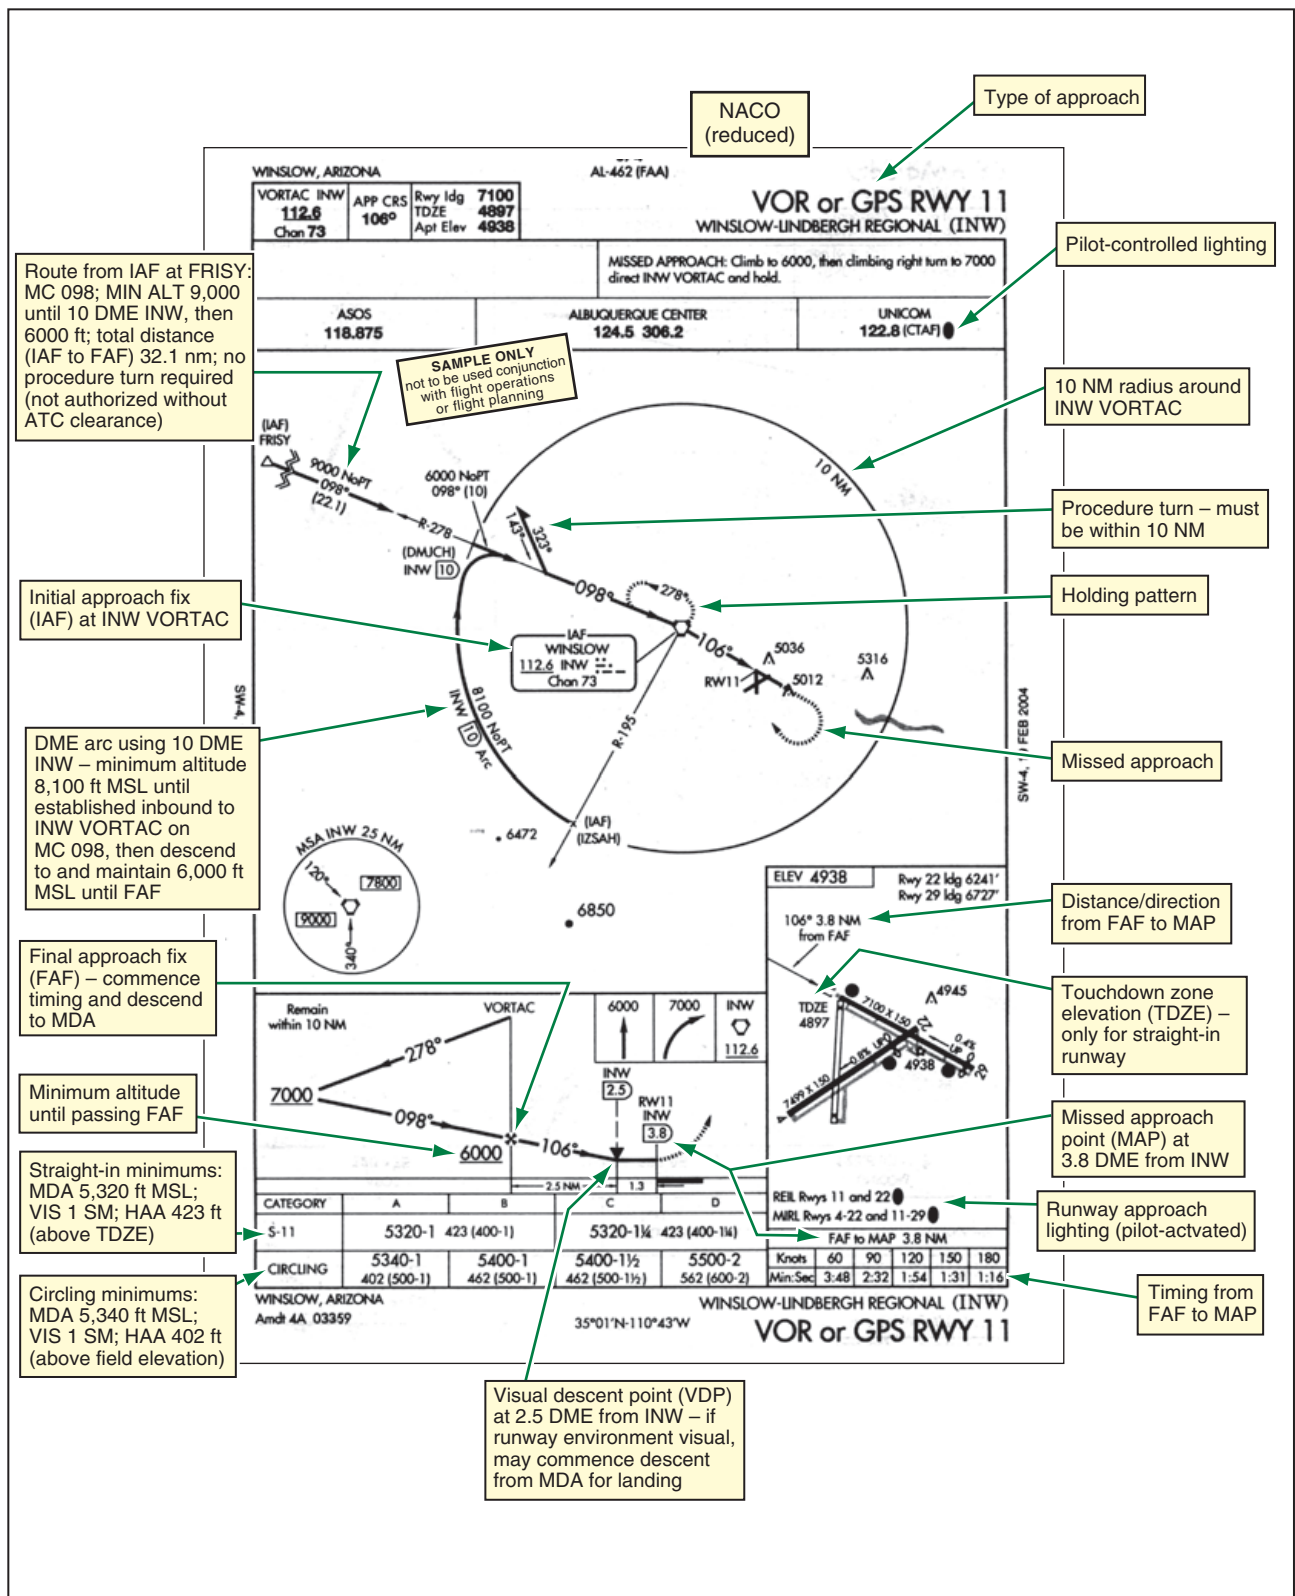 NACO
(reduced)
Type of approach
WINSLOW, ARIZONA
AL-462 (FAA)
VORTAC INW
112.6
Chan 73
APP CRS
106°
Rwy ldg 7100
TDZE 4897
Apt Elev 4938
VOR or GPS RWY 11
WINSLOW-LINDBERGH REGIONAL (INW)
Pilot-controlled lighting
MISSED APPROACH: Climb to 6000, then climbing right turn to 7000
direct INW VORTAC and hold.
ASOS
118.875
ALBUQUERQUE CENTER
124.5 306.2
UNICOM
122.8 (CTAF)
Route from IAF at FRISY:
MC 098; MIN ALT 9,000
until 10 DME INW, then
6000 ft; total distance
(IAF to FAF) 32.1 nm; no
procedure turn required
(not authorized without
ATC clearance)
SAMPLE ONLY
not to be used conjunction
with flight operations
or flight planning
10 NM radius around
INW VORTAC
(IAF)
FRISY
9000 NoPT
098°
(22.1)
6000 NoPT
098° (10)
10 NM
R-278
143°
323°
Procedure turn – must
be within 10 NM
(DMJCH)
INW 10
098°
278°
Holding pattern
Initial approach fix
(IAF) at INW VORTAC
IAF
WINSLOW
112.6 INW
Chan 73
106°
5036
5316
RW11
5012
SW-4,
SW-4, 1 FEB 2004
8100 NoPT
INW 10 Arc
R-195
Missed approach
DME arc using 10 DME
INW – minimum altitude
8,100 ft MSL until
established inbound to
INW VORTAC on
MC 098, then descend
to and maintain 6,000 ft
MSL until FAF
(IAF)
(IZSAH)
6472
MSA INW 25 NM
120°
7800
9000
340°
6850
ELEV 4938
Rwy 22 ldg 6241'
Rwy 29 ldg 6727'
106° 3.8 NM
from FAF
Distance/direction
from FAF to MAP
TDZE
4897
4945
7100 X 150
22
0.4%
UP
29
0.8% UP
4938
7499 X 150
Touchdown zone
elevation (TDZE) –
only for straight-in
runway
Final approach fix
(FAF) – commence
timing and descend
to MDA
Remain
within 10 NM
VORTAC
6000
7000
INW
112.6
278°
7000
098°
6000
106°
INW
2.5
RW11
INW
3.8
2.5 NM
1.3
Minimum altitude
until passing FAF
Missed approach
point (MAP) at
3.8 DME from INW
Straight-in minimums:
MDA 5,320 ft MSL;
VIS 1 SM; HAA 423 ft
(above TDZE)
REIL Rwys 11 and 22
MIRL Rwys 4-22 and 11-29
Runway approach
lighting (pilot-actvated)
CATEGORY A B C D
S-11 5320-1 423 (400-1) 5320-1¼ 423 (400-1¼)
CIRCLING 5340-1 5400-1 5400-1½ 5500-2
402 (500-1) 462 (500-1) 462 (500-1½) 562 (600-2)
FAF to MAP 3.8 NM
Knots 60 90 120 150 180
Min:Sec 3:48 2:32 1:54 1:31 1:16
Circling minimums:
MDA 5,340 ft MSL;
VIS 1 SM; HAA 402 ft
(above field elevation)
Timing from
FAF to MAP
WINSLOW, ARIZONA
Amdt 4A 03359
35°01'N-110°43'W
WINSLOW-LINDBERGH REGIONAL (INW)
VOR or GPS RWY 11
Visual descent point (VDP)
at 2.5 DME from INW – if
runway environment visual,
may commence descent
from MDA for landing